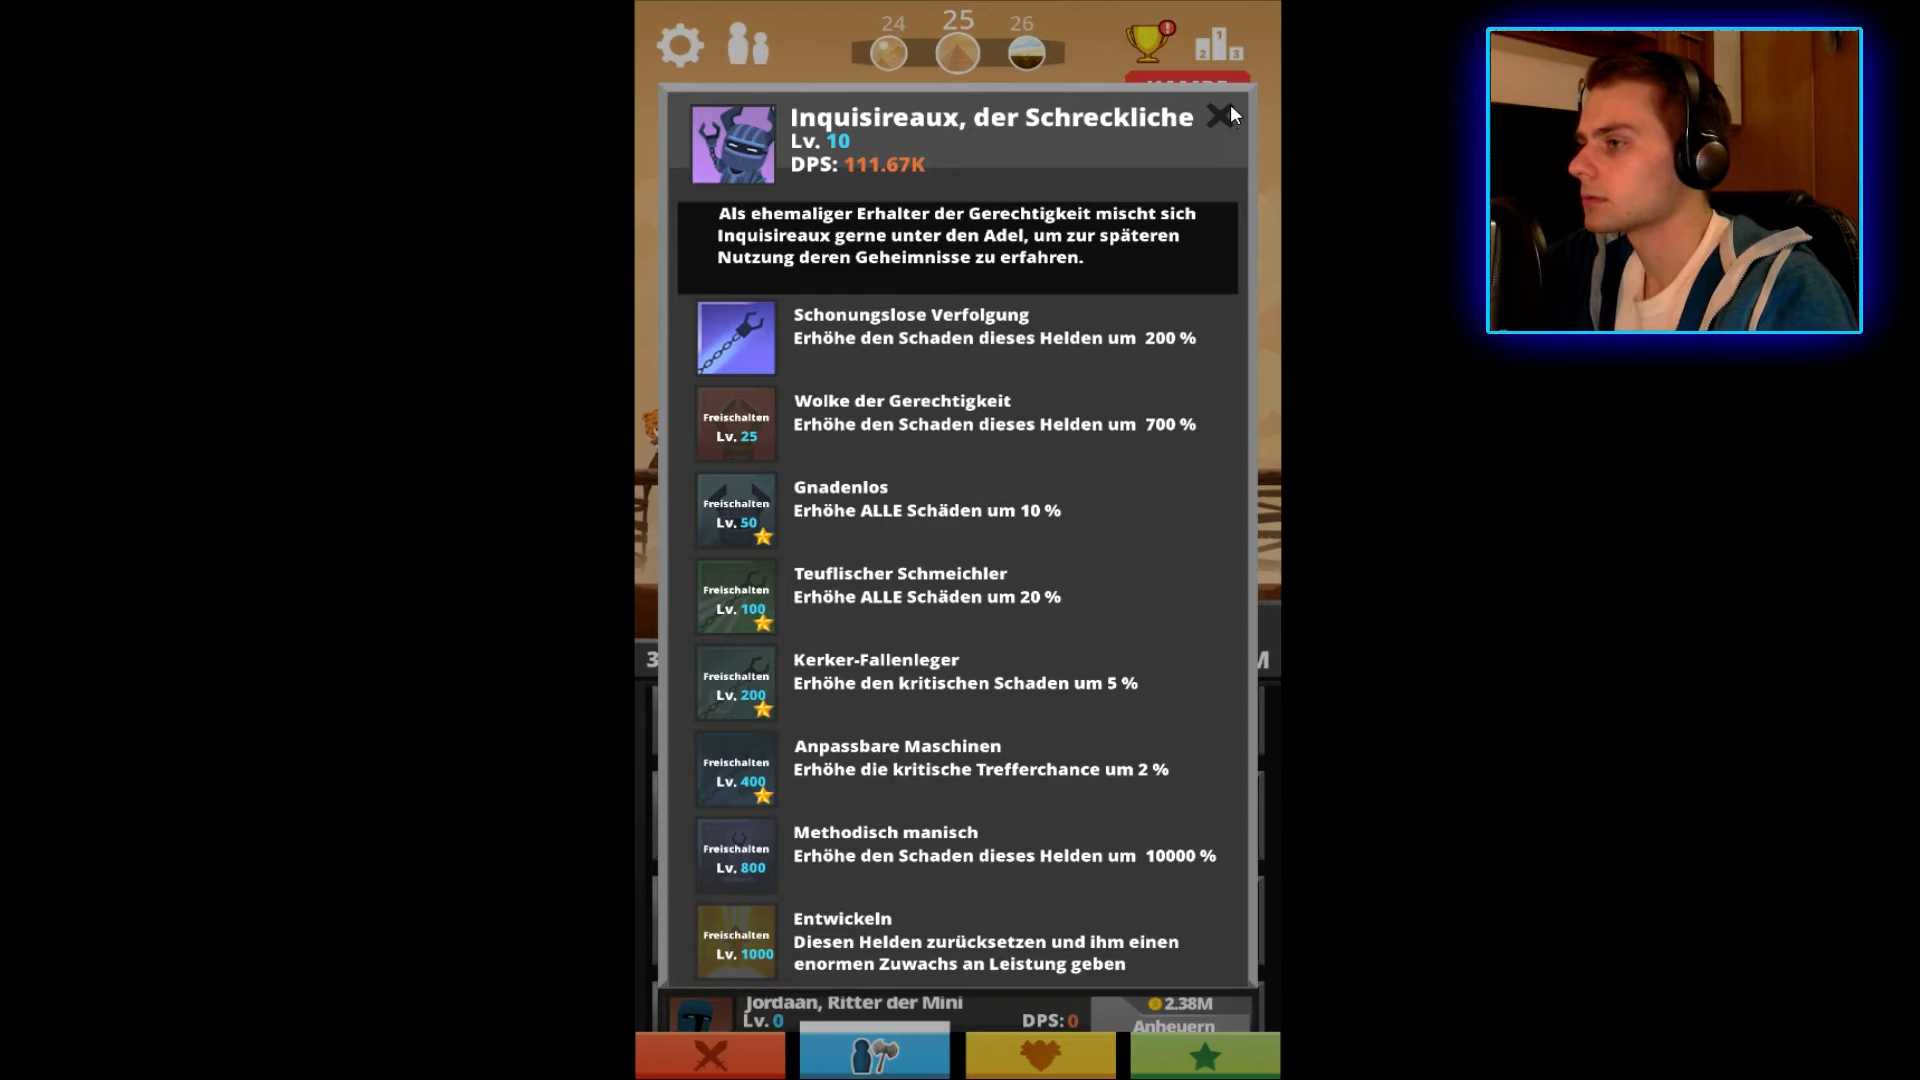 24 25 26
Inquisireaux, der Schreckliche
Lv. 10
DPS: 111.67K
Als ehemaliger Erhalter der Gerechtigkeit mischt sich
Inquisireaux gerne unter den Adel, um zur späteren
Nutzung deren Geheimnisse zu erfahren.
Schonungslose Verfolgung
Erhöhe den Schaden dieses Helden um 200 %
Freischalten
Lv. 25
Wolke der Gerechtigkeit
Erhöhe den Schaden dieses Helden um 700 %
Freischalten
Lv. 50
Gnadenlos
Erhöhe ALLE Schäden um 10 %
Freischalten
Lv. 100
Teuflischer Schmeichler
Erhöhe ALLE Schäden um 20 %
Freischalten
Lv. 200
Kerker-Fallenleger
Erhöhe den kritischen Schaden um 5 %
Freischalten
Lv. 400
Anpassbare Maschinen
Erhöhe die kritische Trefferchance um 2 %
Freischalten
Lv. 800
Methodisch manisch
Erhöhe den Schaden dieses Helden um 10000 %
Freischalten
Lv. 1000
Entwickeln
Diesen Helden zurücksetzen und ihm einen
enormen Zuwachs an Leistung geben
Jordaan, Ritter der Mini
Lv. 0
DPS: 0
2.38M
Anheuern